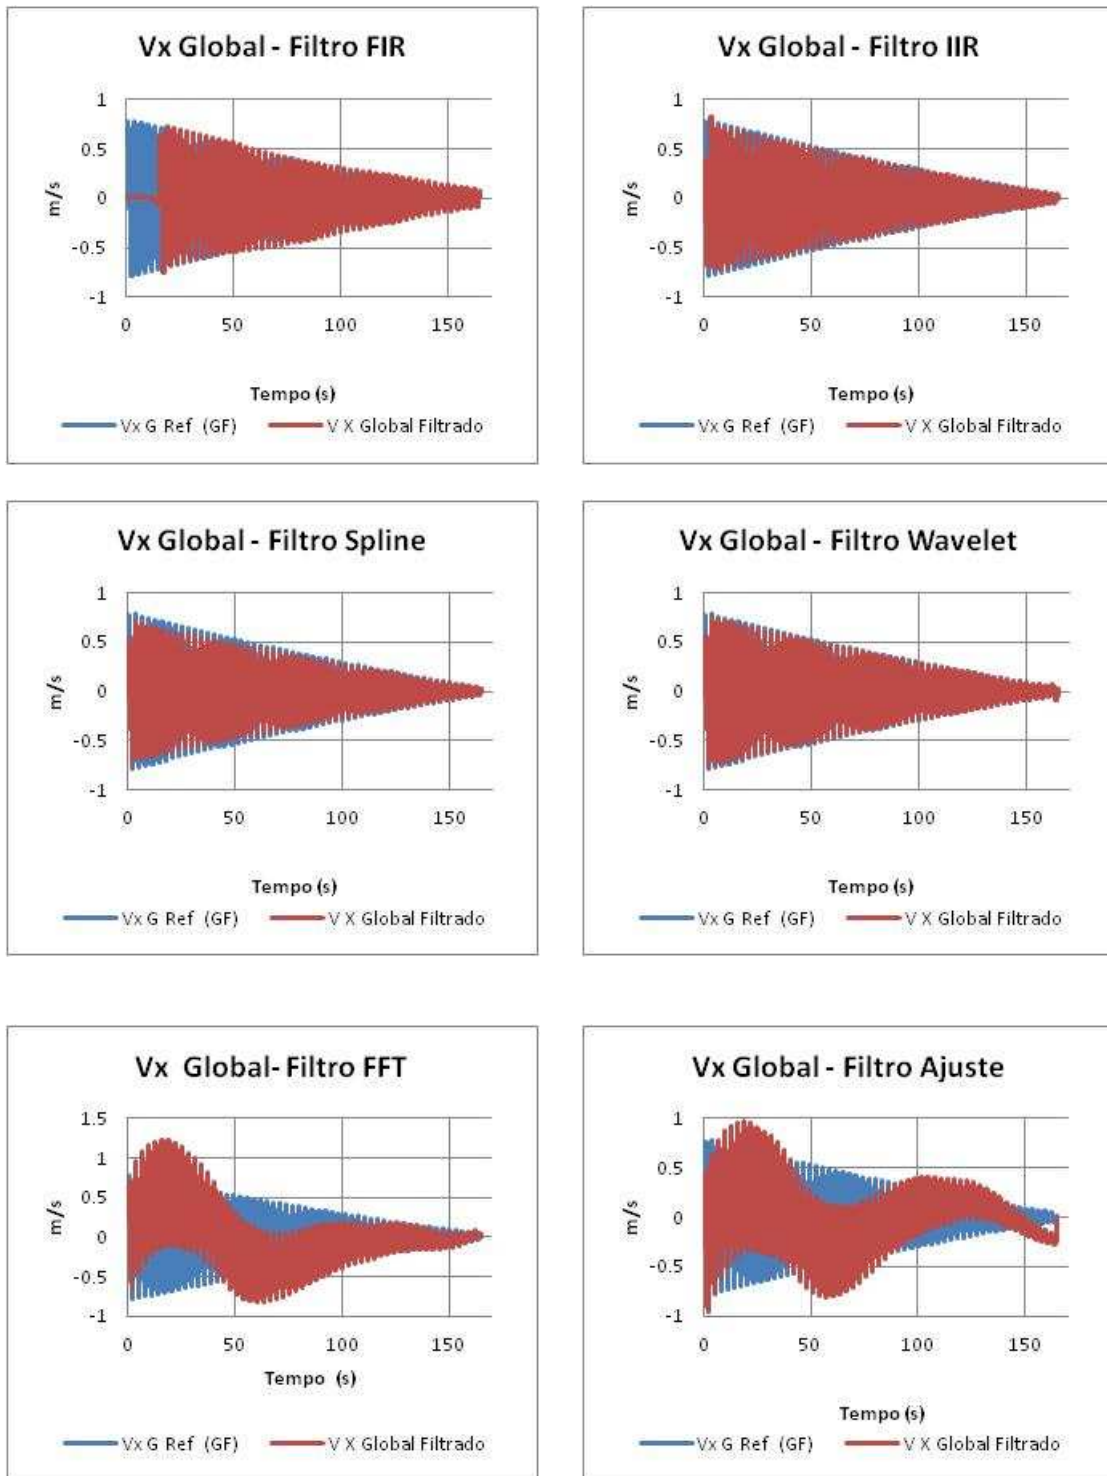 Vx Global - Filtro FIR
1
0.5
0
-0.5
-1
m/s
0 50 100 150
Tempo (s)
Vx G Ref (GF) V X Global Filtrado
Vx Global - Filtro IIR
1
0.5
0
-0.5
-1
m/s
0 50 100 150
Tempo (s)
Vx G Ref (GF) V X Global Filtrado
Vx Global - Filtro Spline
1
0.5
0
-0.5
-1
m/s
0 50 100 150
Tempo (s)
Vx G Ref (GF) V X Global Filtrado
Vx Global - Filtro Wavelet
1
0.5
0
-0.5
-1
m/s
0 50 100 150
Tempo (s)
Vx G Ref (GF) V X Global Filtrado
Vx Global- Filtro FFT
1.5
1
0.5
0
-0.5
-1
m/s
0 50 100 150
Tempo (s)
Vx G Ref (GF) V X Global Filtrado
Vx Global - Filtro Ajuste
1
0.5
0
-0.5
-1
m/s
0 50 100 150
Tempo (s)
Vx G Ref (GF) V X Global Filtrado